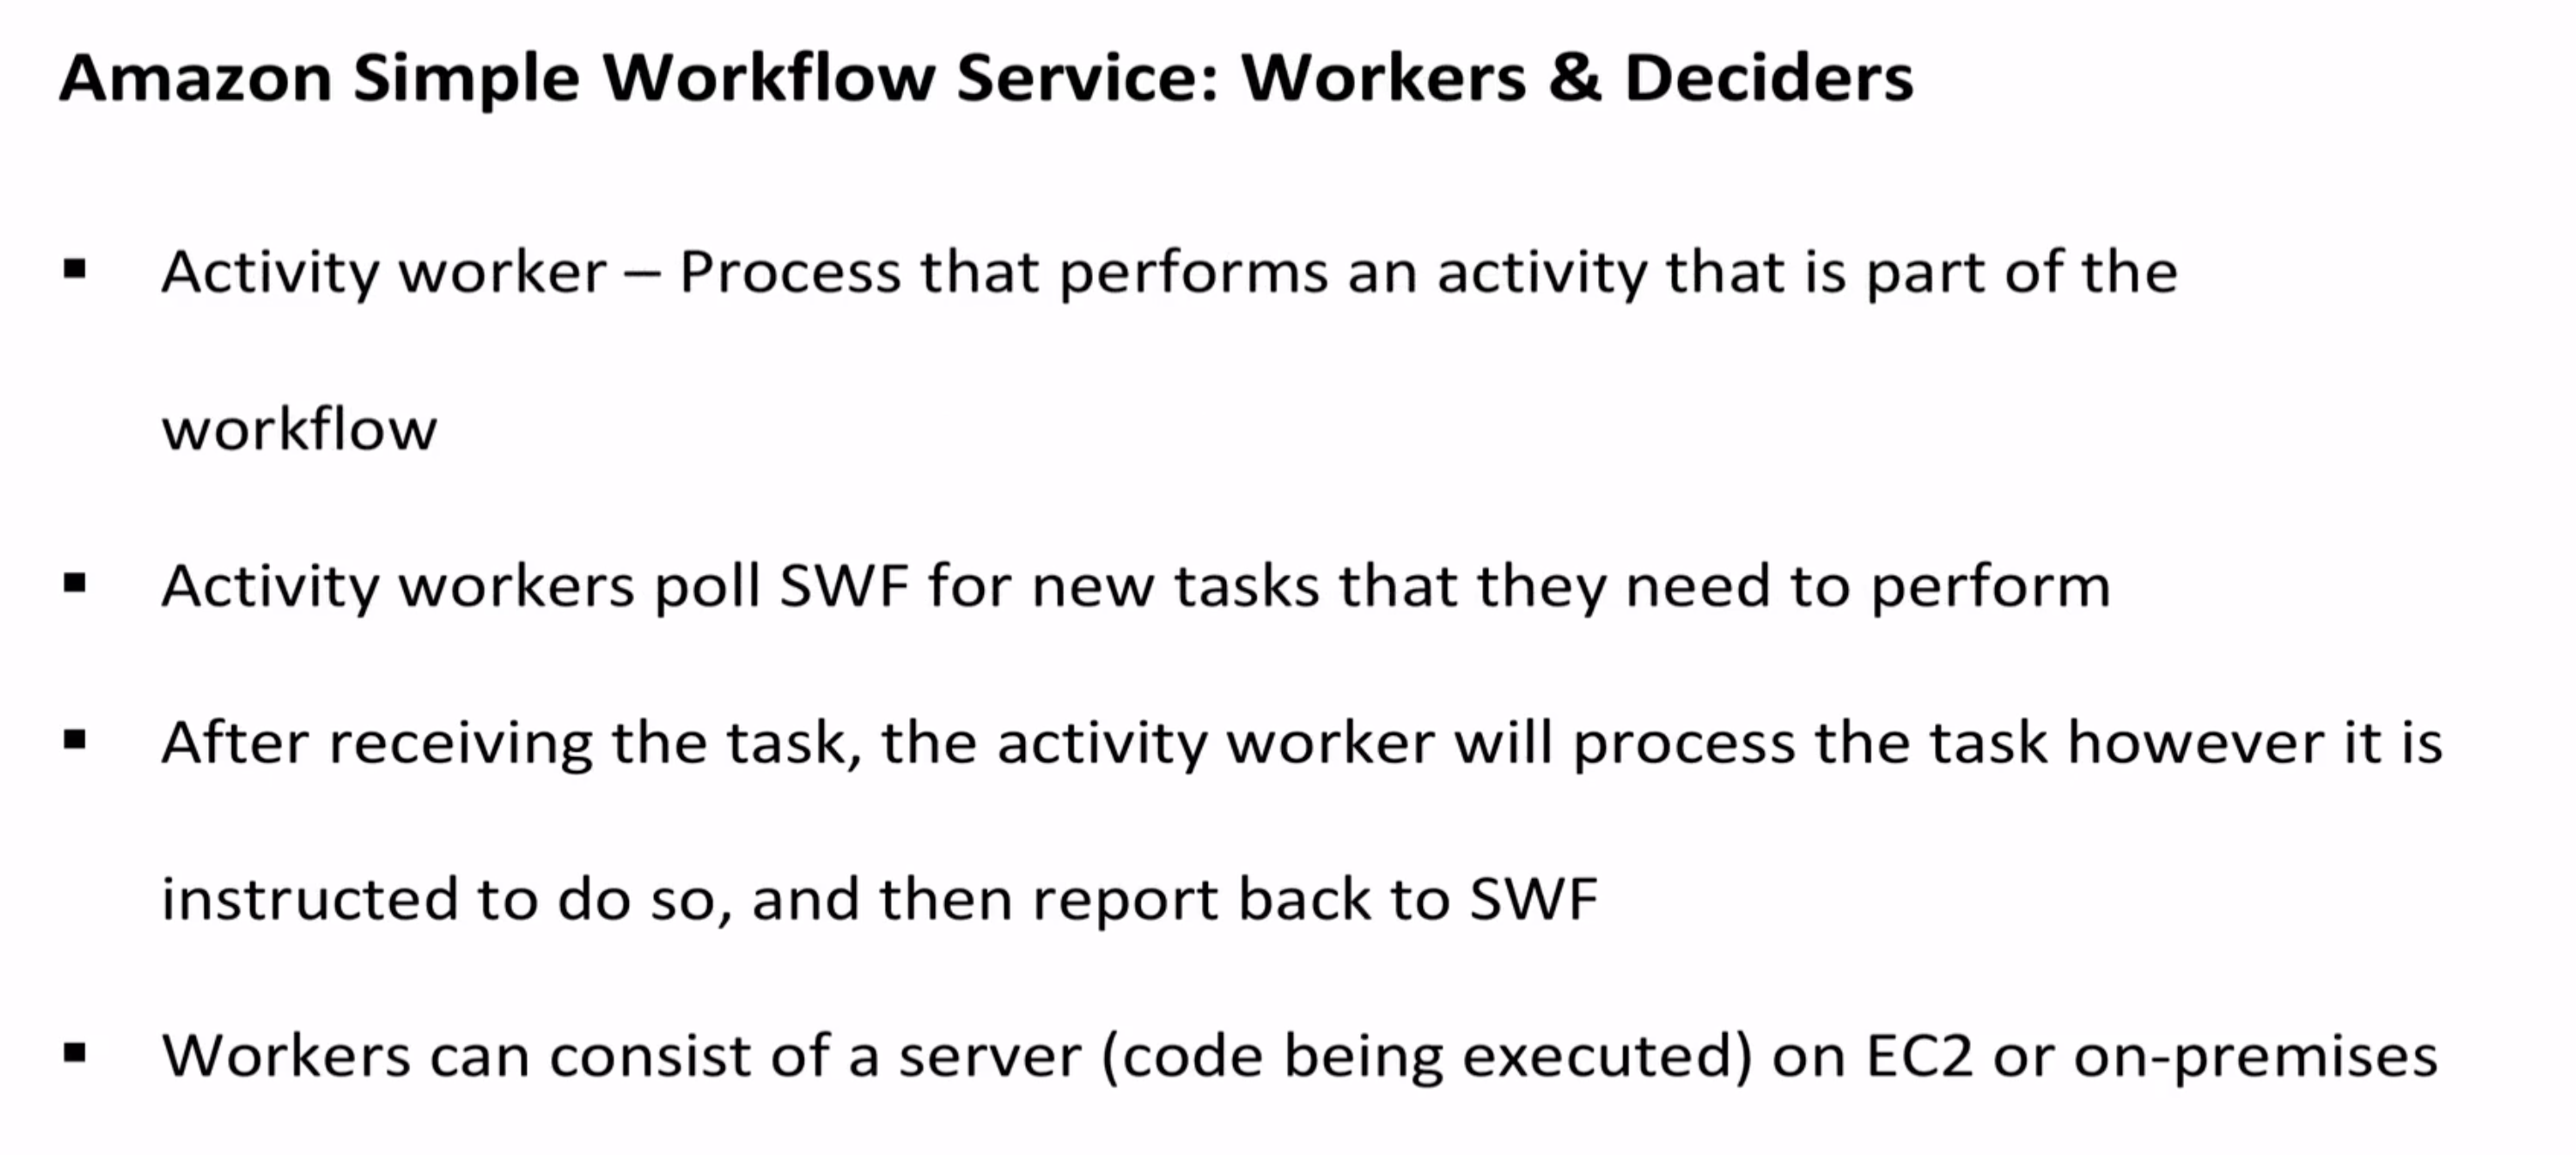 Amazon Simple Workflow Service: Workers & Deciders
▪ Activity worker – Process that performs an activity that is part of the
workflow
▪ Activity workers poll SWF for new tasks that they need to perform
▪ After receiving the task, the activity worker will process the task however it is
instructed to do so, and then report back to SWF
▪ Workers can consist of a server (code being executed) on EC2 or on-premises